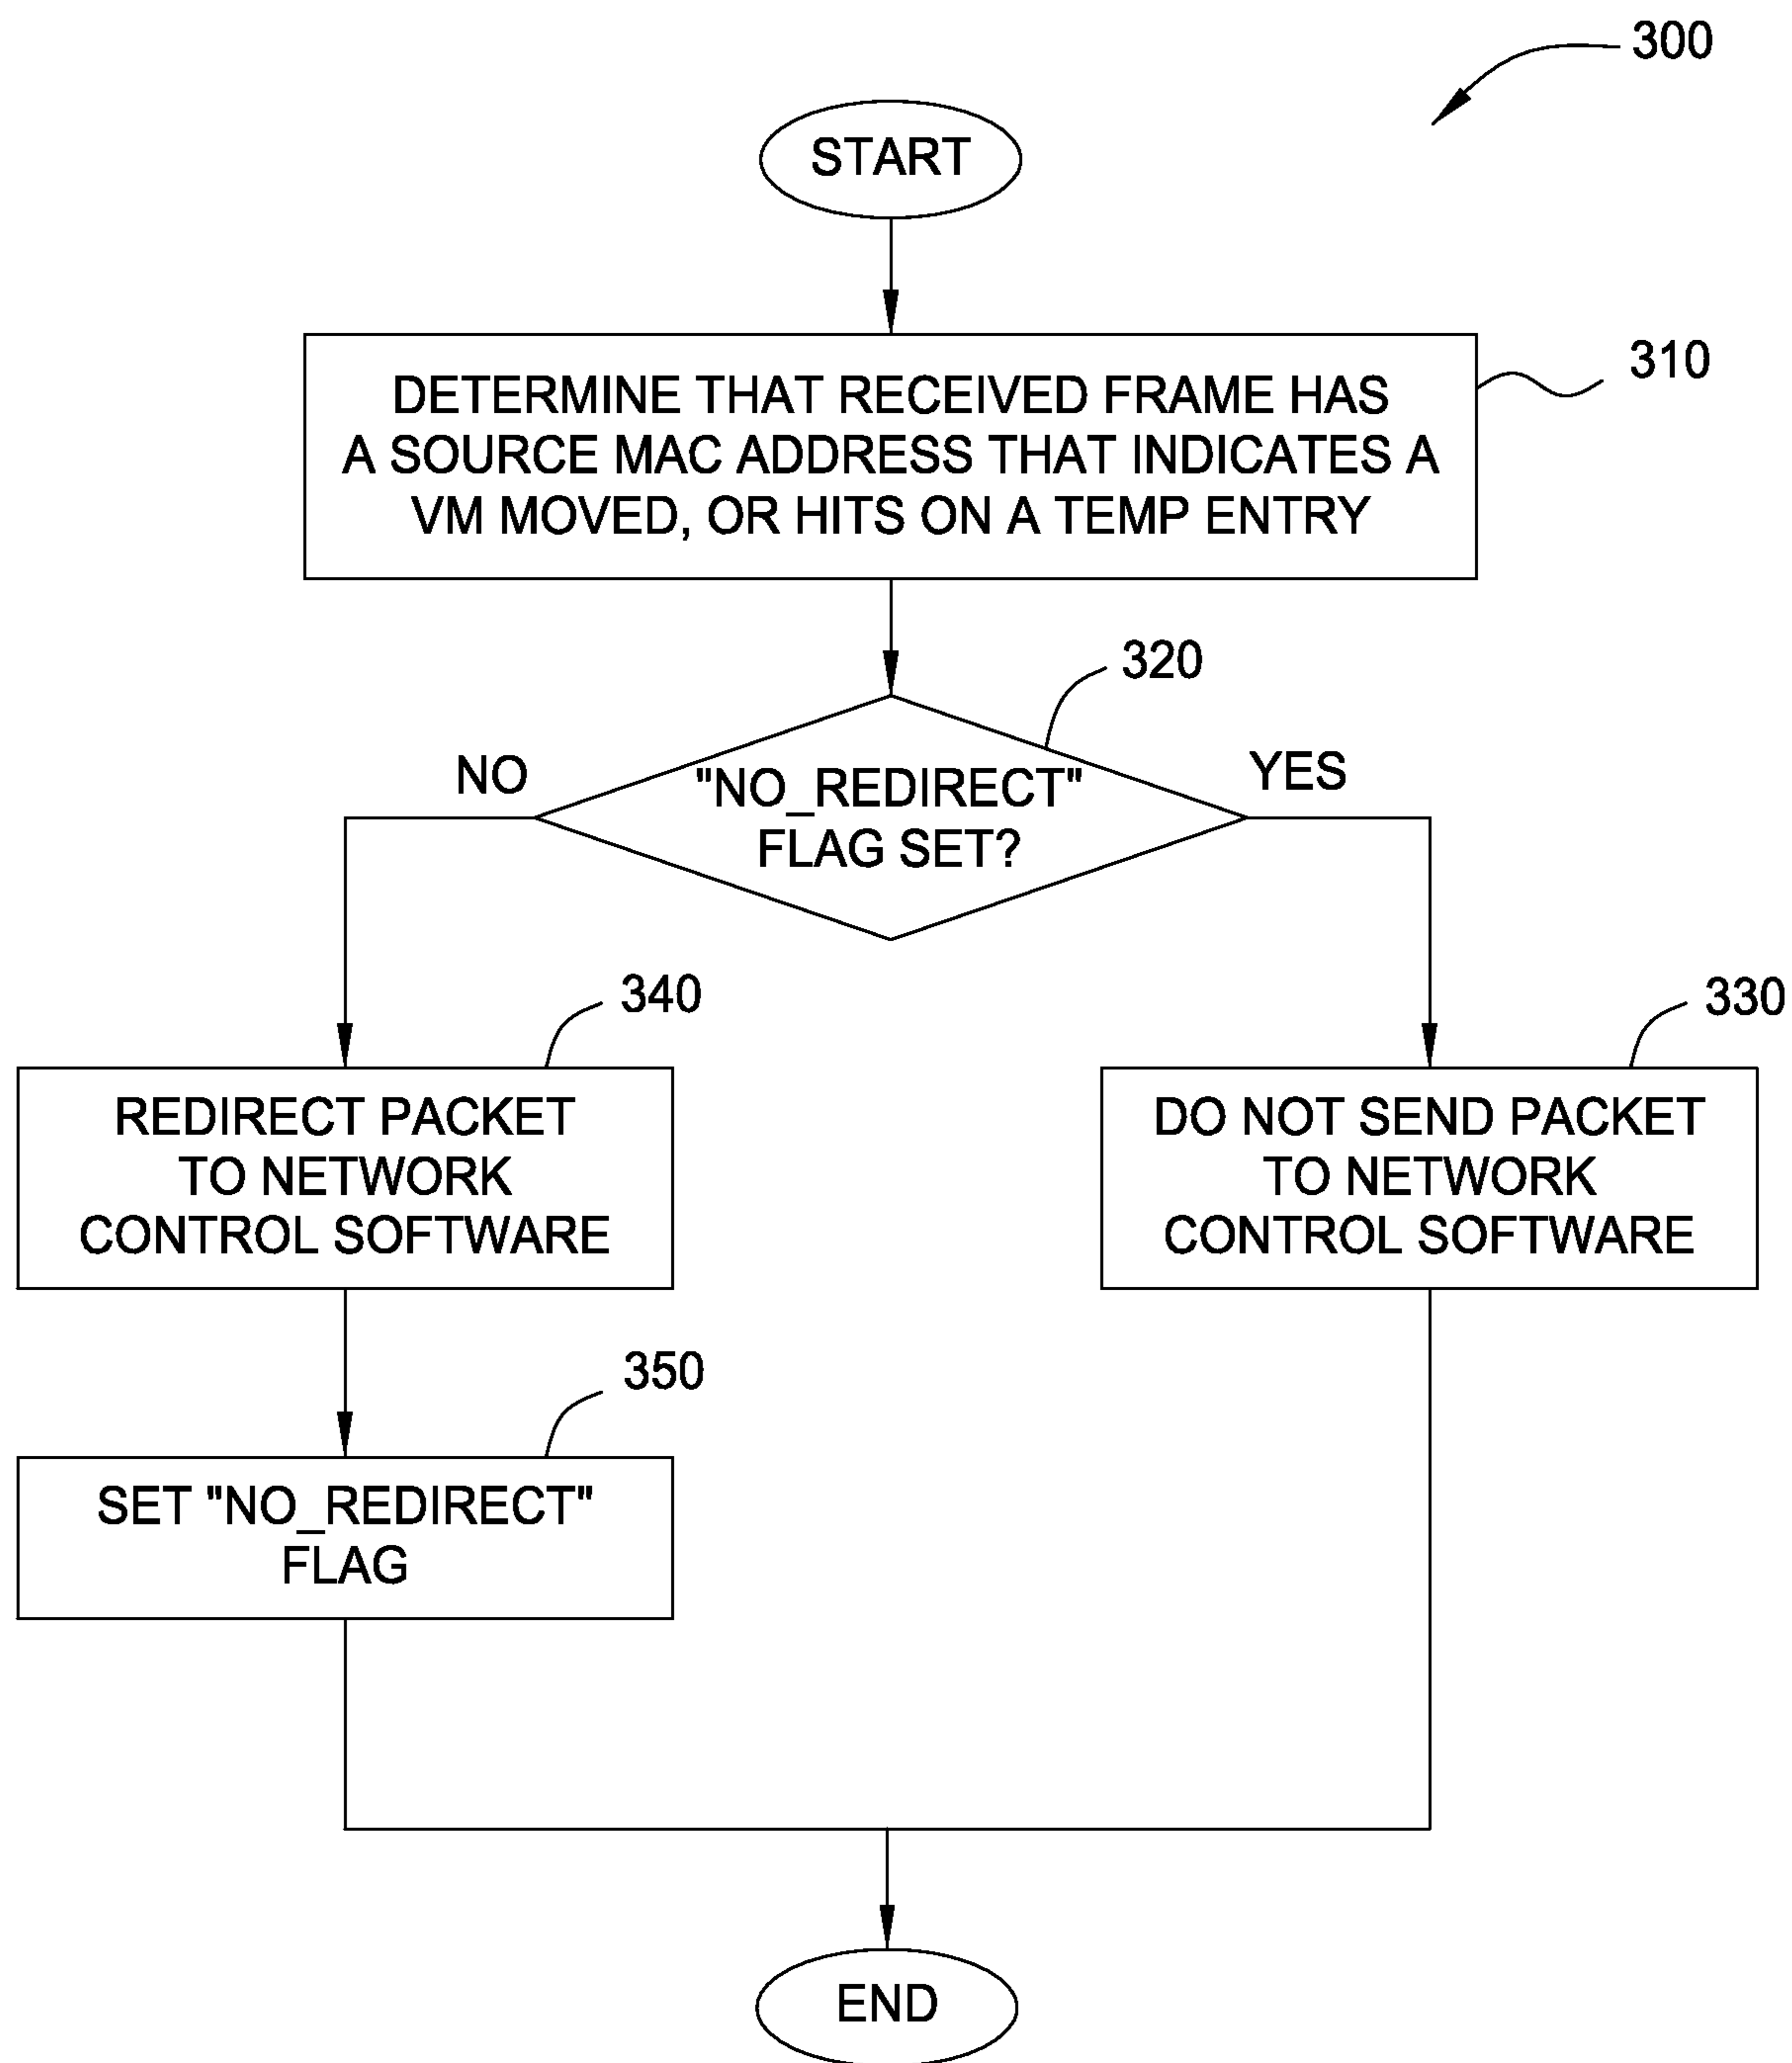 300
START
DETERMINE THAT RECEIVED FRAME HAS
A SOURCE MAC ADDRESS THAT INDICATES A
VM MOVED, OR HITS ON A TEMP ENTRY
310
320
NO
"NO_REDIRECT"
FLAG SET?
YES
340
REDIRECT PACKET
TO NETWORK
CONTROL SOFTWARE
330
DO NOT SEND PACKET
TO NETWORK
CONTROL SOFTWARE
350
SET "NO_REDIRECT"
FLAG
END